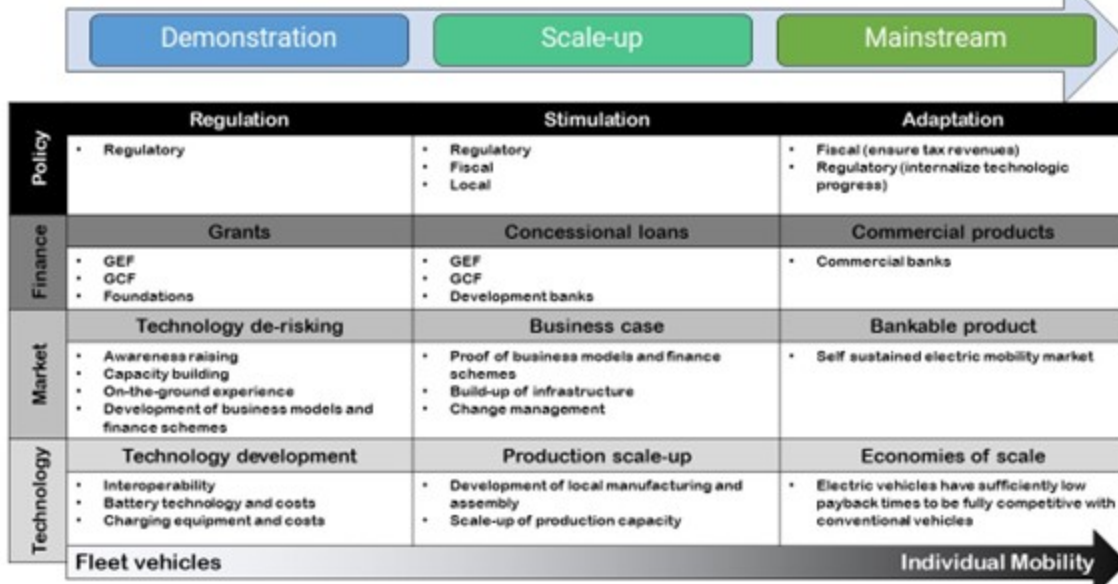 Demonstration
Scale-up
Mainstream
Policy
Regulation
Stimulation
Adaptation
• Regulatory
• Regulatory
• Fiscal
• Local
• Fiscal (ensure tax revenues)
• Regulatory (internalize technologic
progress)
Finance
Grants
Concessional loans
Commercial products
• GEF
• GCF
• Foundations
• GEF
• GCF
• Development banks
• Commercial banks
Market
Technology de-risking
Business case
Bankable product
• Awareness raising
• Capacity building
• On-the-ground experience
• Development of business models and
finance schemes
• Proof of business models and finance
schemes
• Build-up of infrastructure
• Change management
• Self sustained electric mobility market
Technology
Technology development
Production scale-up
Economies of scale
• Interoperability
• Battery technology and costs
• Charging equipment and costs
• Development of local manufacturing and
assembly
• Scale-up of production capacity
• Electric vehicles have sufficiently low
payback times to be fully competitive with
conventional vehicles
Fleet vehicles
Individual Mobility